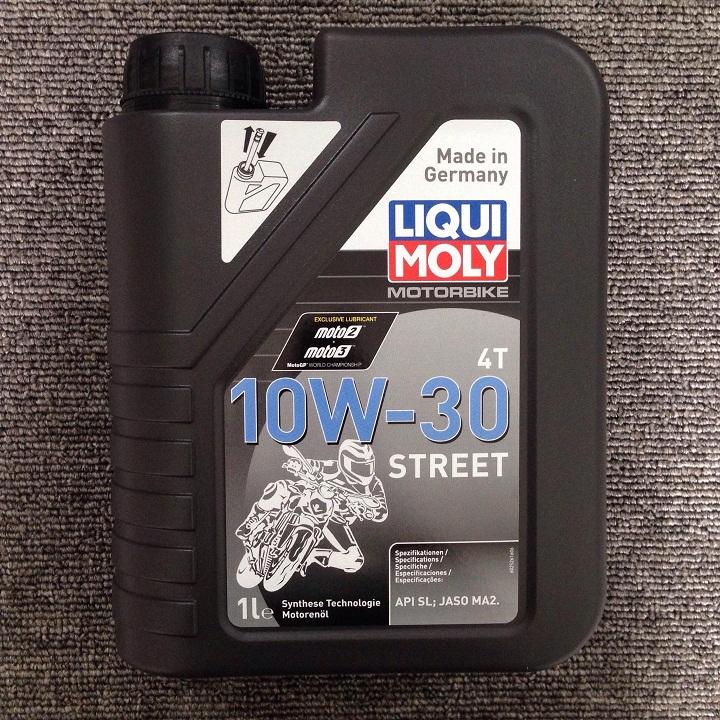 Made in
Germany
LIQUI
MOLY
MOTORBIKE
EXCLUSIVE LUBRICANT
moto2
moto3
MotoGP™ WORLD CHAMPIONSHIP
4T
10W-30
STREET
Spezifikationen /
Specifications /
Specifiche /
Especificaciones /
Especificações:
API SL; JASO MA2.
1l e
Synthese Technologie
Motorenöl